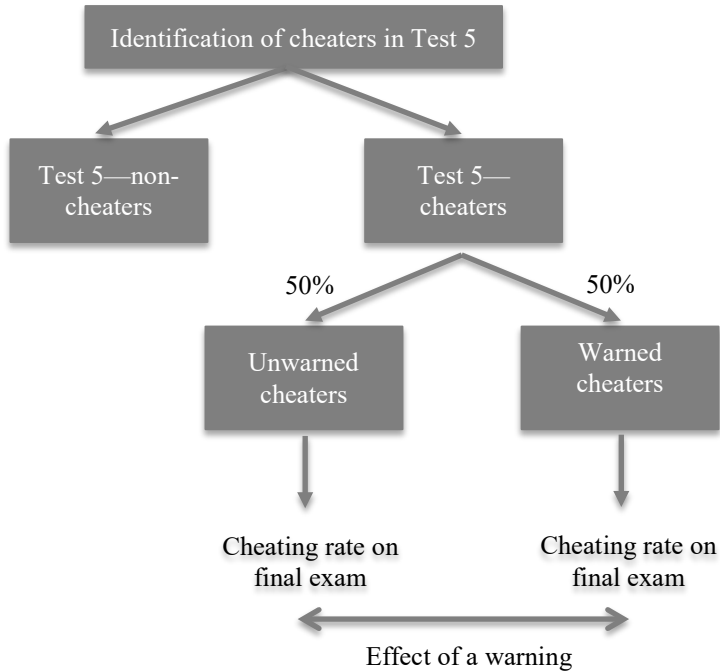 Identification of cheaters in Test 5
Test 5—non-
cheaters
Test 5—
cheaters
50%
50%
Unwarned
cheaters
Warned
cheaters
Cheating rate on
final exam
Cheating rate on
final exam
Effect of a warning